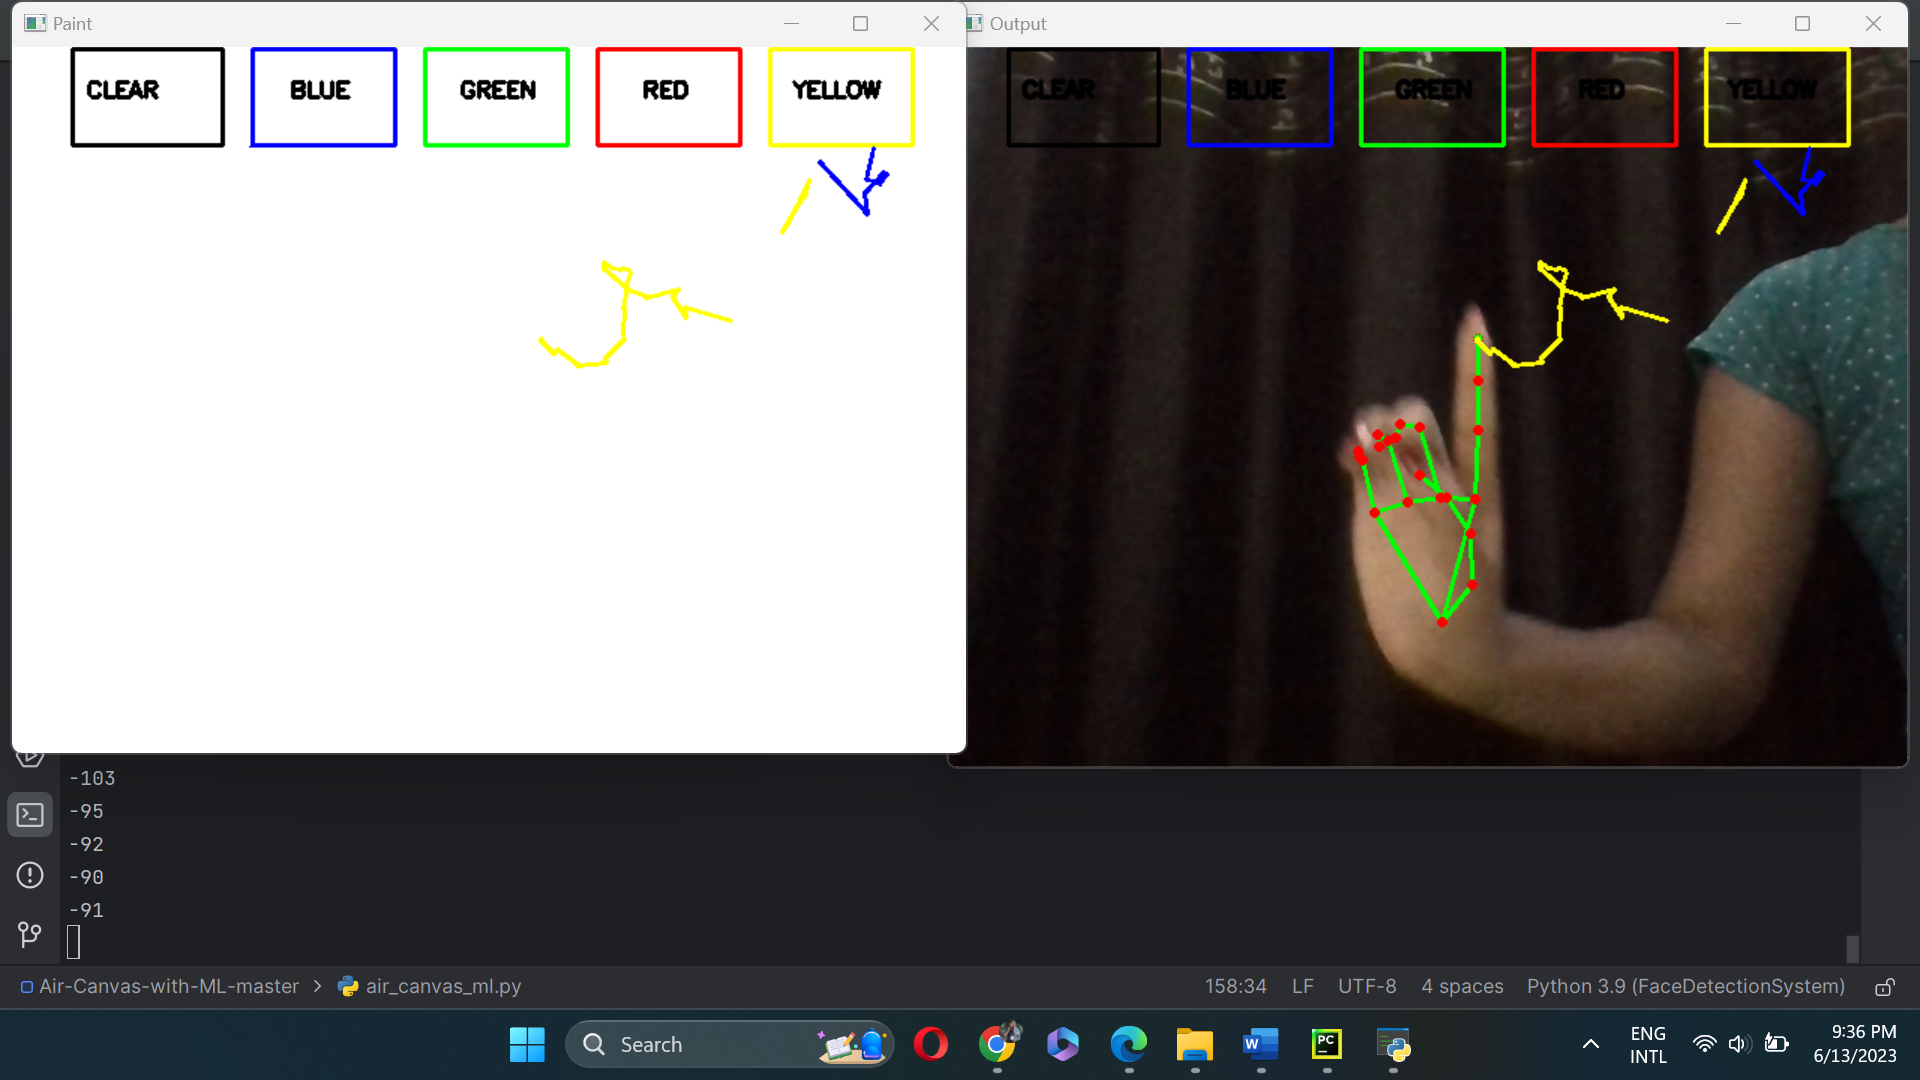 Paint
CLEAR BLUE GREEN RED YELLOW
Output
CLEAR BLUE GREEN RED YELLOW
-103
-95
-92
-90
-91
Air-Canvas-with-ML-master > air_canvas_ml.py 158:34 LF UTF-8 4 spaces Python 3.9 (FaceDetectionSystem)
Search
W
PC
ENG
INTL
9:36 PM
6/13/2023